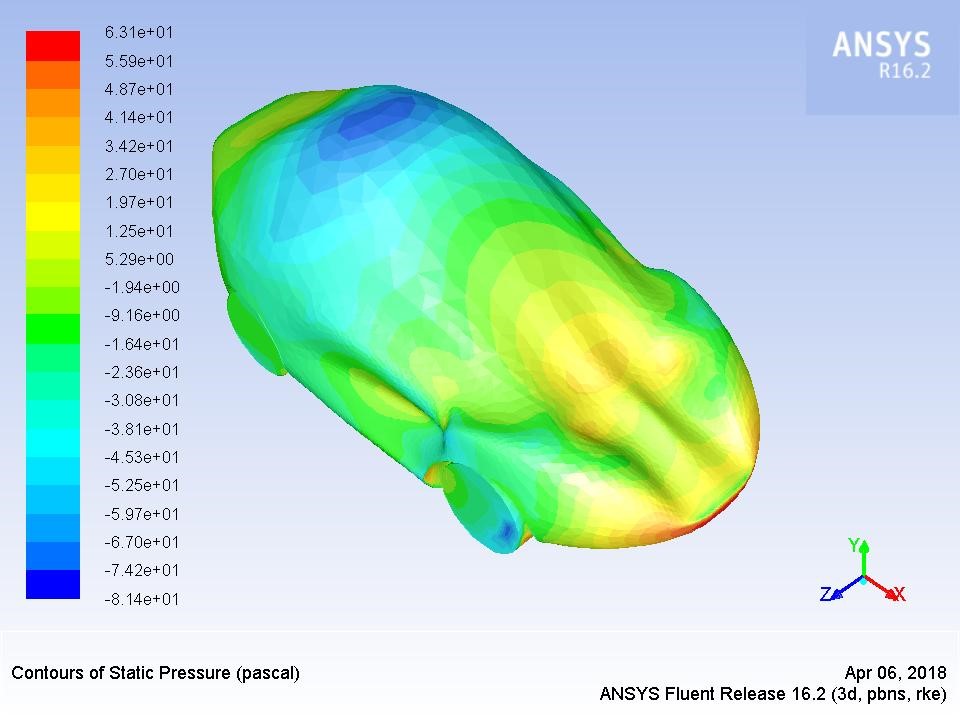 6.31e+01
5.59e+01
4.87e+01
4.14e+01
3.42e+01
2.70e+01
1.97e+01
1.25e+01
5.29e+00
-1.94e+00
-9.16e+00
-1.64e+01
-2.36e+01
-3.08e+01
-3.81e+01
-4.53e+01
-5.25e+01
-5.97e+01
-6.70e+01
-7.42e+01
-8.14e+01
ANSYS
R16.2
Y
Z
X
Contours of Static Pressure (pascal)
Apr 06, 2018
ANSYS Fluent Release 16.2 (3d, pbns, rke)